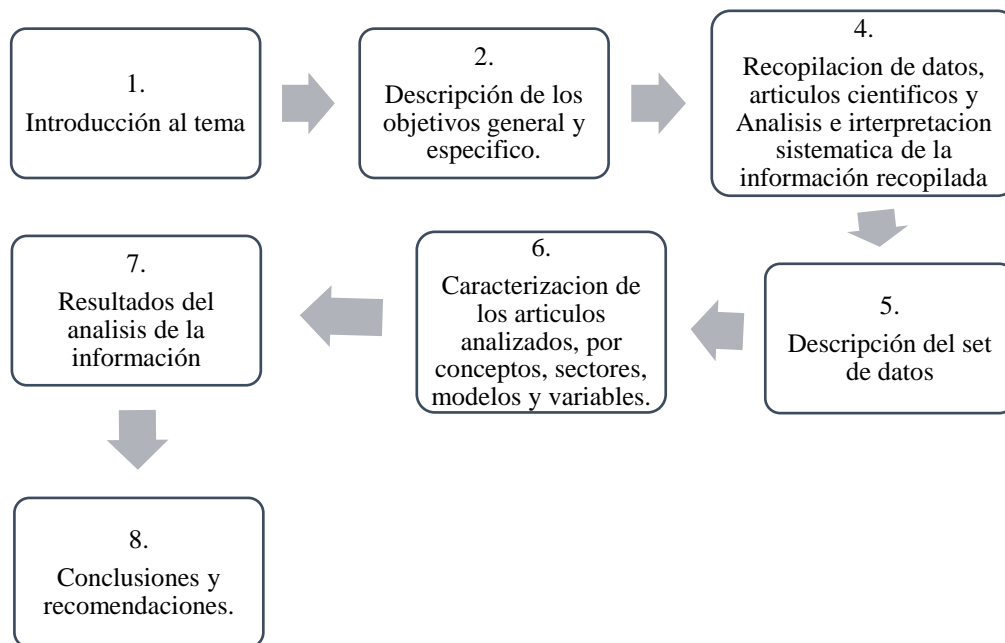 1.
Introducción al tema
2.
Descripción de los
objetivos general y
especifico.
4.
Recopilacion de datos,
articulos cientificos y
Analisis e irterpretacion
sistematica de la
información recopilada
5.
Descripción del set
de datos
6.
Caracterizacion de
los articulos
analizados, por
conceptos, sectores,
modelos y variables.
7.
Resultados del
analisis de la
información
8.
Conclusiones y
recomendaciones.